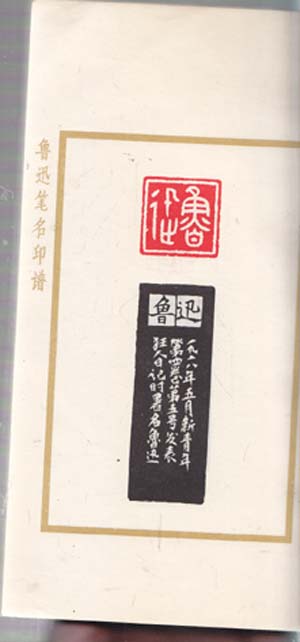 鲁迅笔名印谱
魯迅
鲁迅
一九一八年五月新青年
第四卷第五号发表
狂人日记时署名鲁迅